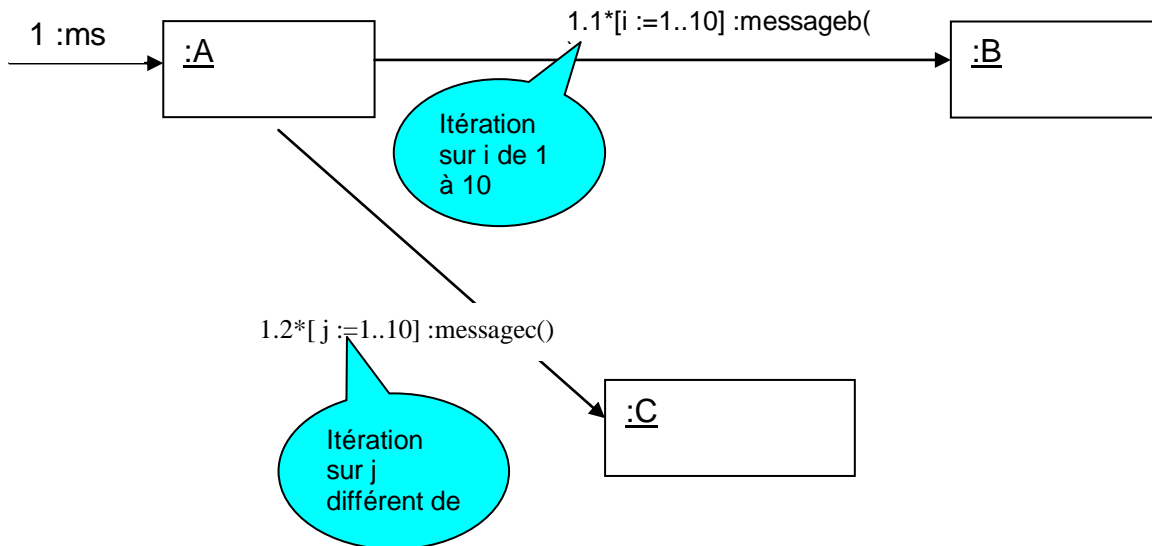 1 :ms
:A
1.1*[i :=1..10] :messageb(
:B
Itération
sur i de 1
à 10
1.2*[ j :=1..10] :messagec()
:C
Itération
sur j
différent de